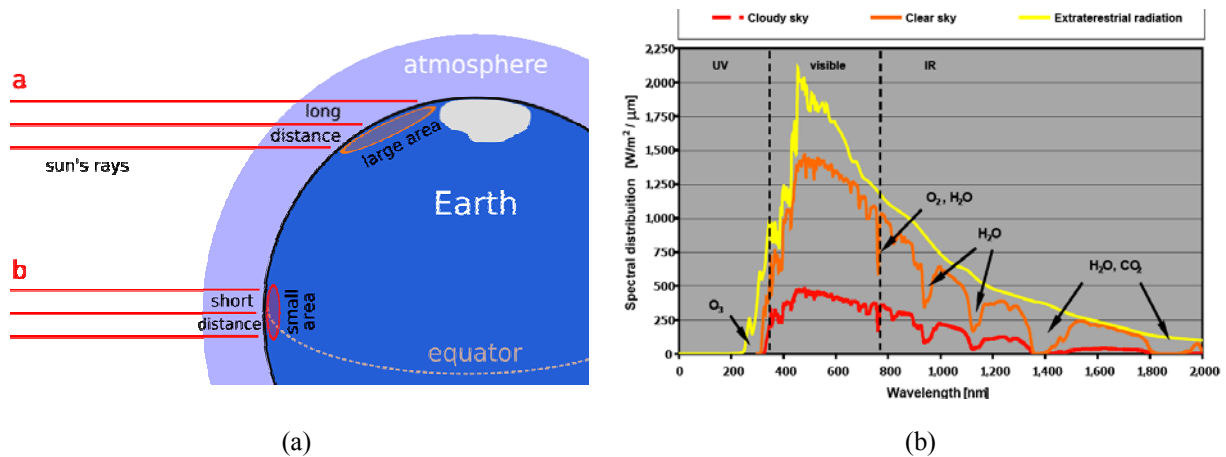 a
atmosphere
long
distance
large area
sun's rays
Earth
b
short
distance
small
area
equator
(a)
Cloudy sky
Clear sky
Extraterestrial radiation
UV
visible
IR
Spectral distribuition [W/m² / μm]
2,250
2,000
1,750
1,500
1,250
1,000
750
500
250
0
O₂, H₂O
H₂O
H₂O, CO₂
O₃
0 200 400 600 800 1,000 1,200 1,400 1,600 1,800 2,000
Wavelength [nm]
(b)